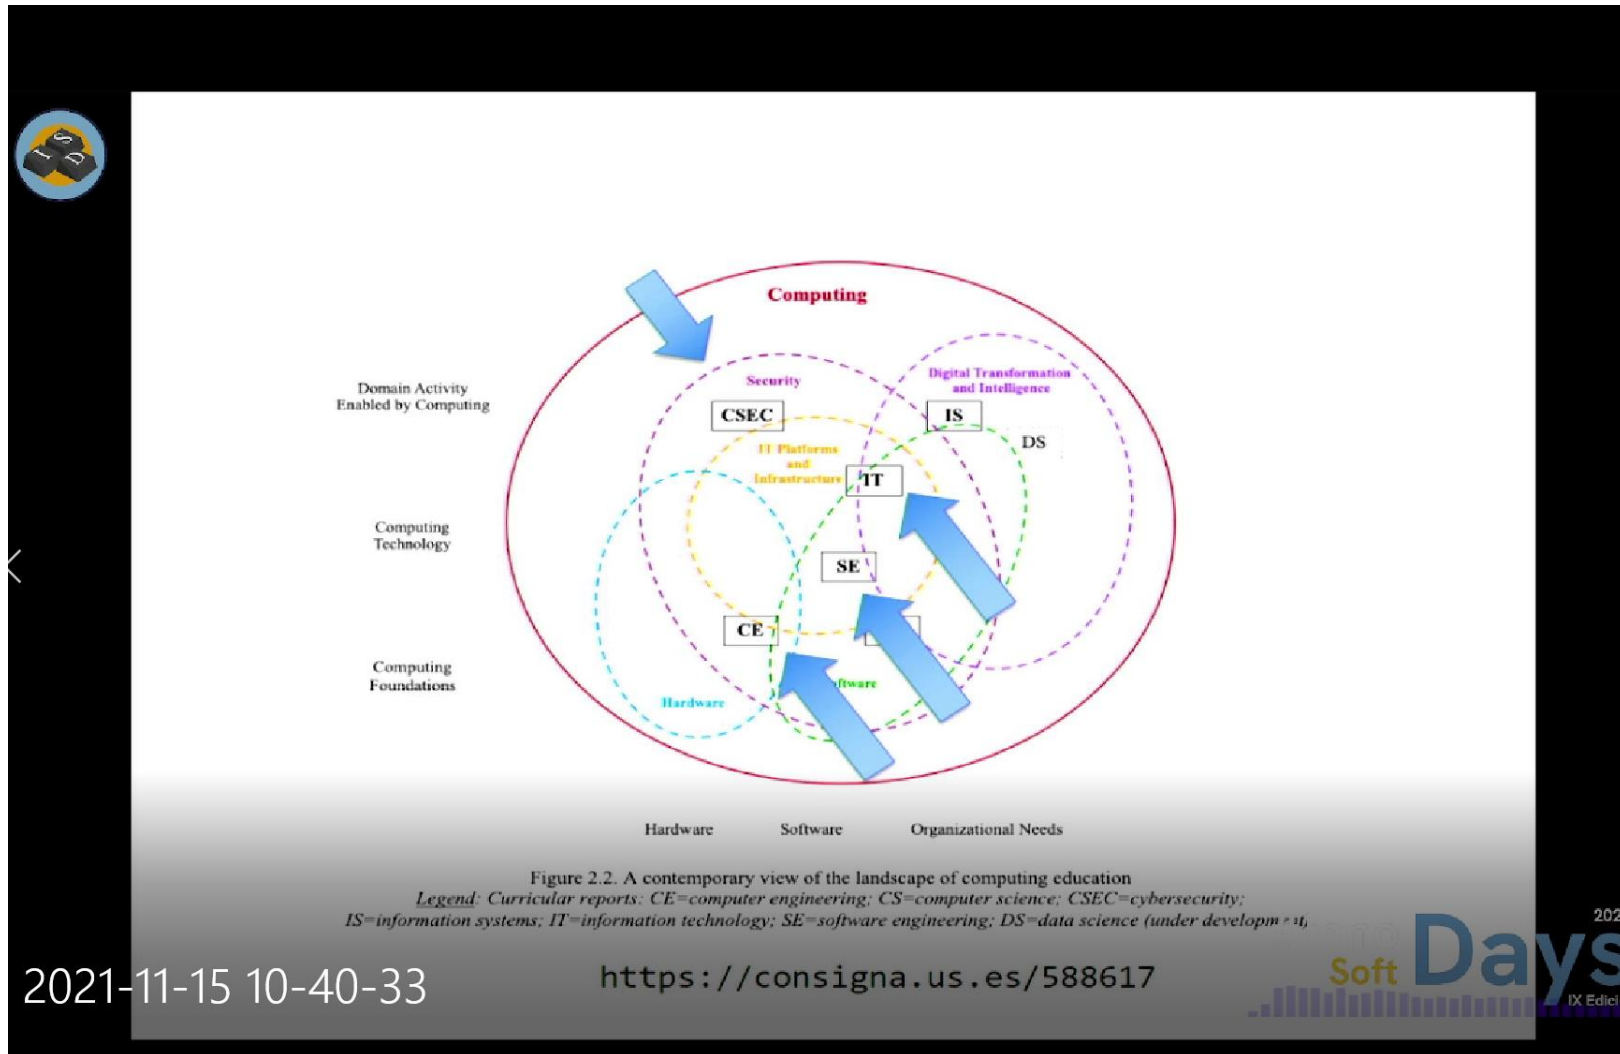 I S D
Computing
Domain Activity
Enabled by Computing
Security
Digital Transformation
and Intelligence
CSEC
IS
DS
IT Platforms
and
Infrastructure
IT
Computing
Technology
SE
CE
Computing
Foundations
Hardware
Hardware
Software
Organizational Needs
Figure 2.2. A contemporary view of the landscape of computing education
Legend: Curricular reports: CE=computer engineering; CS=computer science; CSEC=cybersecurity;
IS=information systems; IT=information technology; SE=software engineering; DS=data science (under
https://consigna.us.es/588617
2021-11-15 10-40-33
Soft Days